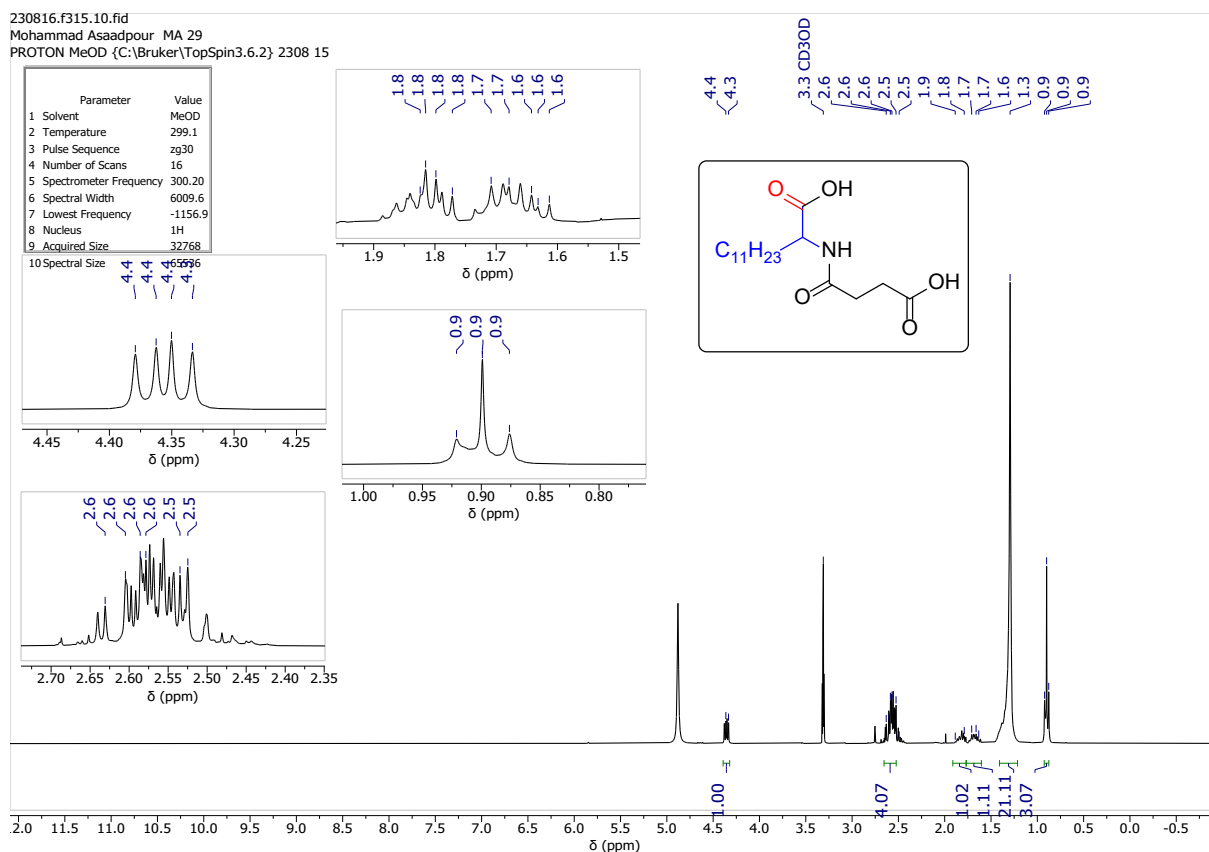 230816.f315.10.fid
Mohammad Asaadpour MA 29
PROTON MeOD {C:\Bruker\TopSpin3.6.2} 2308 15
Parameter Value
1 Solvent MeOD
2 Temperature 299.1
3 Pulse Sequence zg30
4 Number of Scans 16
5 Spectrometer Frequency 300.20
6 Spectral Width 6009.6
7 Lowest Frequency -1156.9
8 Nucleus 1H
9 Acquired Size 32768
10 Spectral Size 65536
1.8 1.8 1.8 1.8 1.7 1.7 1.6 1.6 1.6
1.9 1.8 1.7 1.6 1.5
δ (ppm)
4.4 4.3 3.3 CD3OD 2.6 2.6 2.6 2.5 2.5 1.9 1.8 1.7 1.7 1.6 1.3 0.9 0.9 0.9
O OH
C11H23 NH
O OH
O
4.4 4.4 4.4 4.3
4.45 4.40 4.35 4.30 4.25
δ (ppm)
0.9 0.9 0.9
1.00 0.95 0.90 0.85 0.80
δ (ppm)
2.6 2.6 2.6 2.6 2.5 2.5
2.70 2.65 2.60 2.55 2.50 2.45 2.40 2.35
δ (ppm)
1.00 4.07 1.02 1.11 21.11 3.07
2.0 11.5 11.0 10.5 10.0 9.5 9.0 8.5 8.0 7.5 7.0 6.5 6.0 5.5 5.0 4.5 4.0 3.5 3.0 2.5 2.0 1.5 1.0 0.5 0.0 -0.5
δ (ppm)